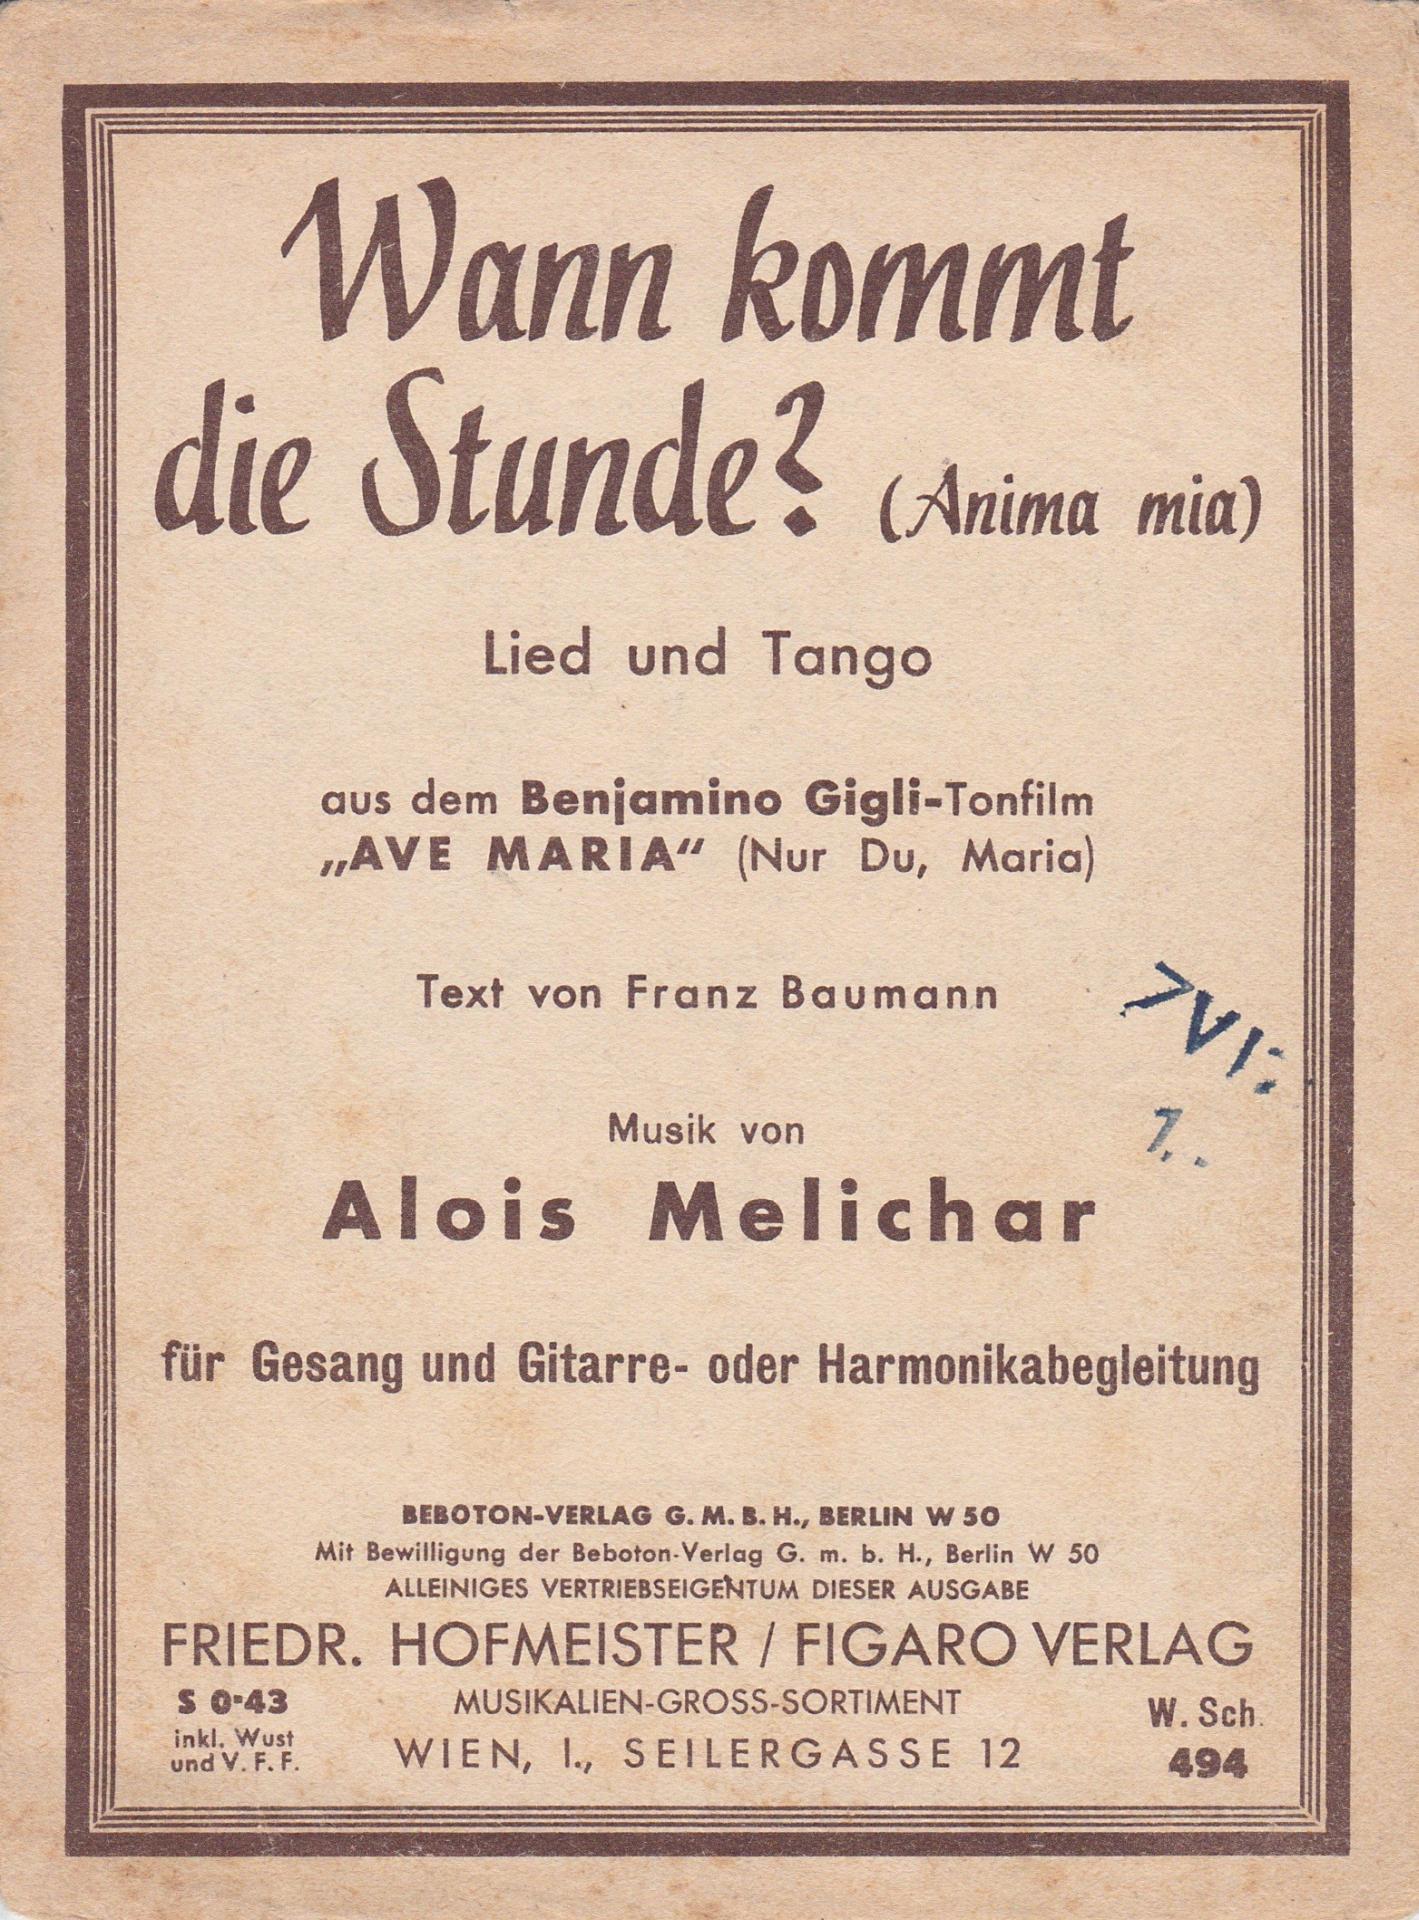 Wann kommt
die Stunde? (Anima mia)
Lied und Tango
aus dem Benjamino Gigli-Tonfilm
„AVE MARIA“ (Nur Du, Maria)
Text von Franz Baumann
Musik von
Alois Melichar
für Gesang und Gitarre- oder Harmonikabegleitung
BEBOTON-VERLAG G. M. B. H., BERLIN W 50
Mit Bewilligung der Beboton-Verlag G. m. b. H., Berlin W 50
ALLEINIGES VERTRIEBSEIGENTUM DIESER AUSGABE
FRIEDR. HOFMEISTER / FIGARO VERLAG
S 0·43
inkl. Wust
und V. F. F.
MUSIKALIEN-GROSS-SORTIMENT
WIEN, I., SEILERGASSE 12
W. Sch.
494